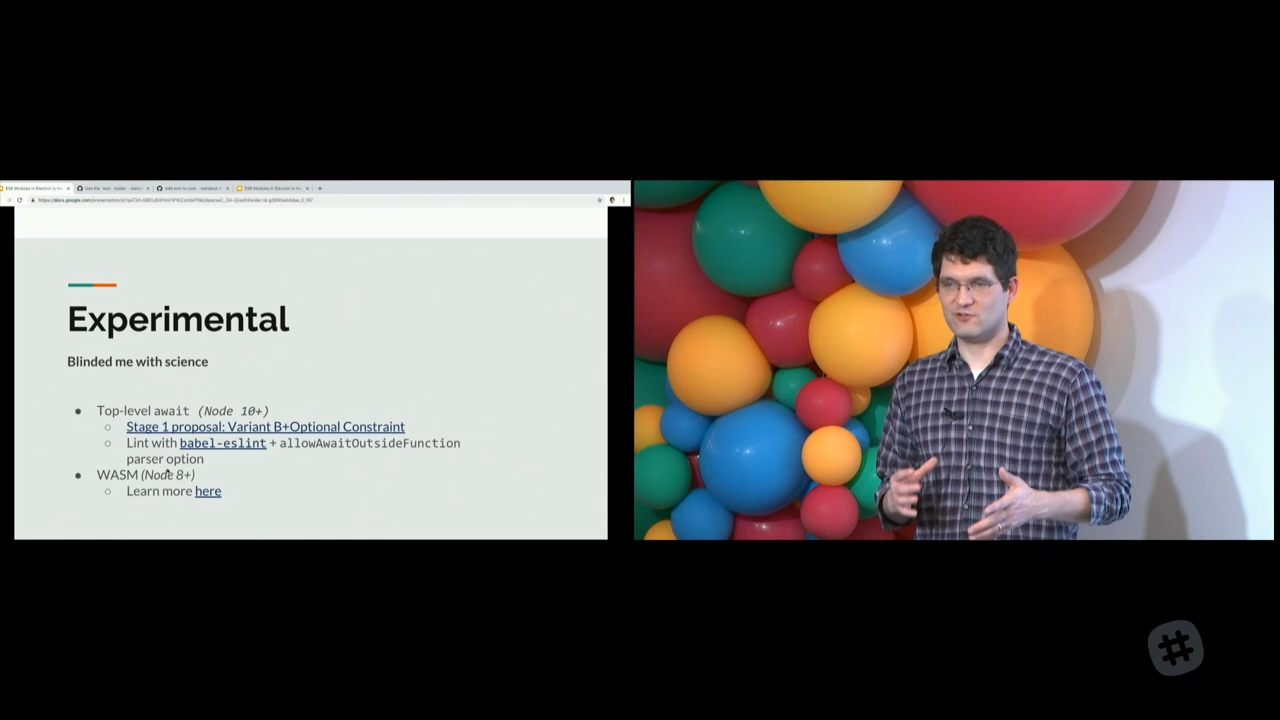 Experimental
Blinded me with science
● Top-level await (Node 10+)
○ Stage 1 proposal: Variant B+Optional Constraint
○ Lint with babel-eslint + allowAwaitOutsideFunction
parser option
● WASM (Node 8+)
○ Learn more here